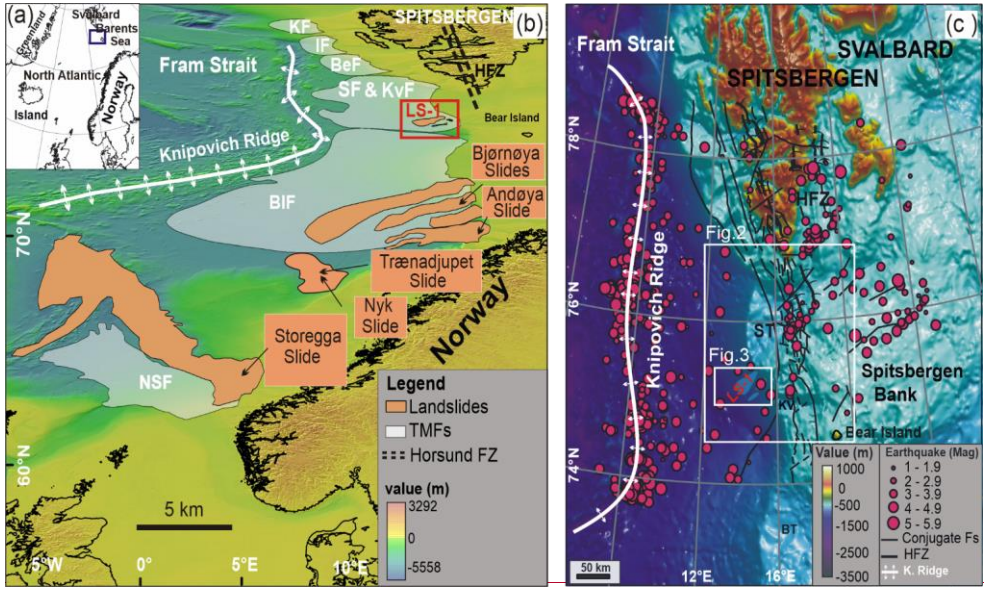 (a)
Greenland
Svalbard
Barents
Sea
North Atlantic
Island
Norway
(b)
KF
IF
BeF
SF & KvF
SPITSBERGEN
HFZ
Fram Strait
LS-1
Bear Island
Knipovich Ridge
Bjørnøya
Slides
BIF
Andøya
Slide
70°N
Trænadjupet
Slide
Nyk
Slide
Storegga
Slide
Norway
NSF
Legend
Landslides
TMFs
Horsund FZ
60°N
value (m)
3292
0
-5558
5 km
5°W
0°
5°E
10°E
(c)
Fram Strait
SVALBARD
SPITSBERGEN
78°N
HFZ
Fig.2
Knipovich Ridge
76°N
ST
Fig.3
LS-1
Spitsbergen
Bank
KV
Bear Island
74°N
Value (m)
1000
0
-500
-1500
-2500
-3500
Earthquake (Mag)
1 - 1.9
2 - 2.9
3 - 3.9
4 - 4.9
5 - 5.9
Conjugate Fs
HFZ
K. Ridge
BT
50 km
12°E
16°E